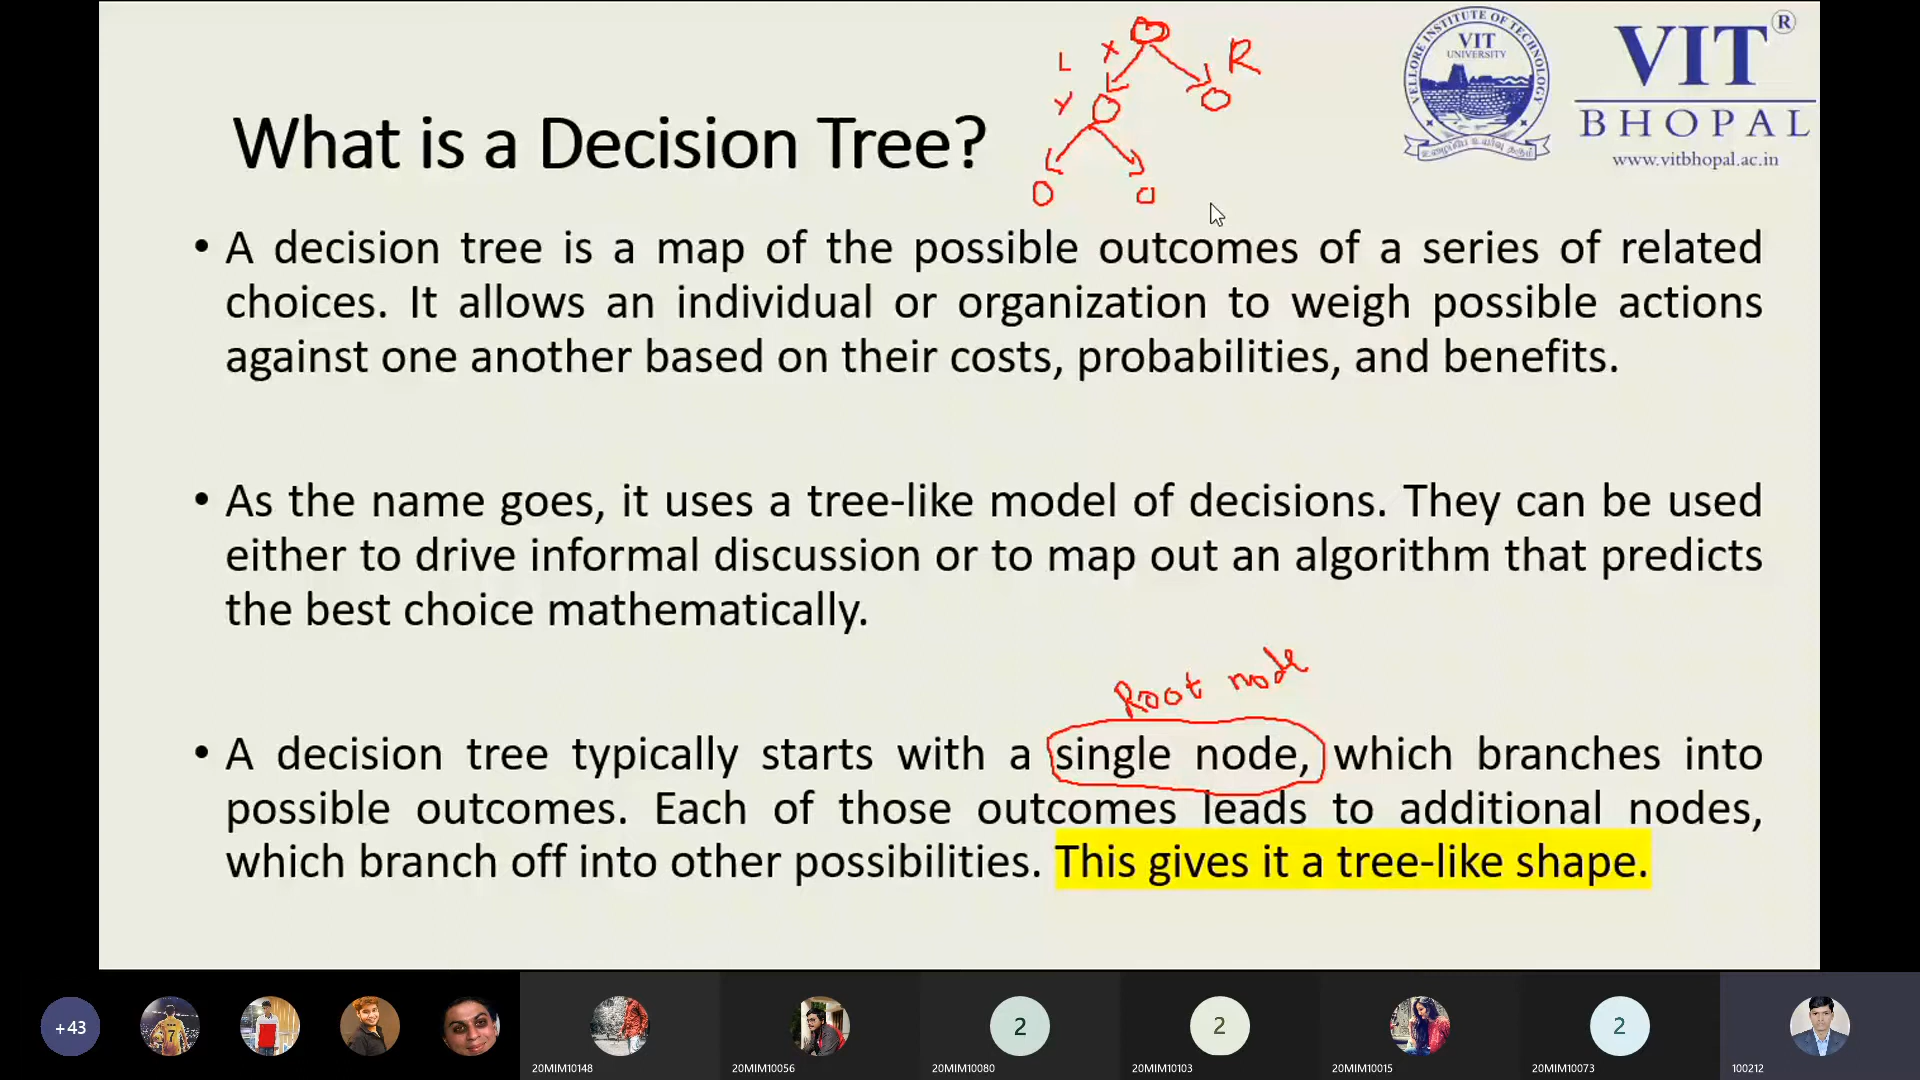 L X R
Y
VELLORE INSTITUTE OF TECHNOLOGY
VIT
UNIVERSITY
VIT®
BHOPAL
www.vitbhopal.ac.in
What is a Decision Tree?
• A decision tree is a map of the possible outcomes of a series of related
choices. It allows an individual or organization to weigh possible actions
against one another based on their costs, probabilities, and benefits.
• As the name goes, it uses a tree-like model of decisions. They can be used
either to drive informal discussion or to map out an algorithm that predicts
the best choice mathematically.
Root node
• A decision tree typically starts with a single node, which branches into
possible outcomes. Each of those outcomes leads to additional nodes,
which branch off into other possibilities. This gives it a tree-like shape.
+43
7
2
2
2
20MIM10148
20MIM10056
20MIM10080
20MIM10103
20MIM10015
20MIM10073
100212